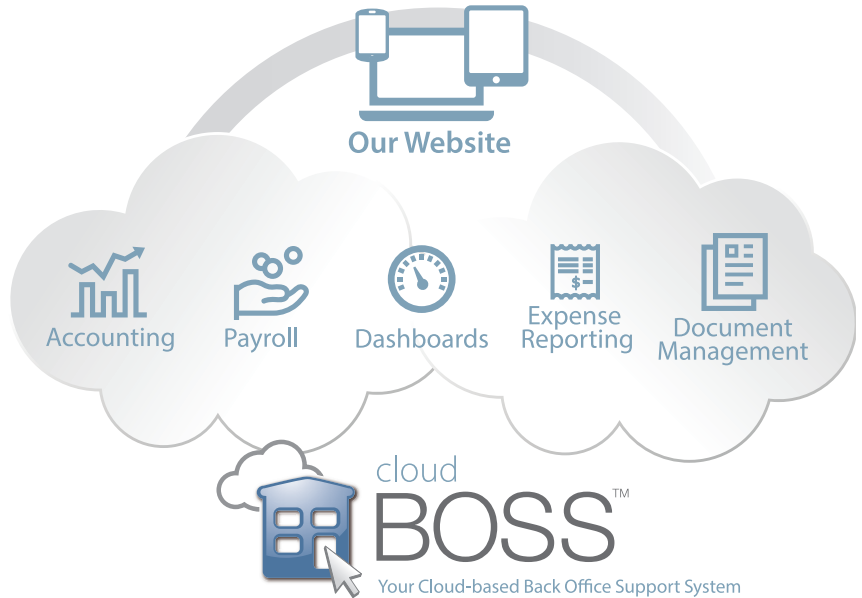 Our Website
Accounting
Payroll
Dashboards
Expense
Reporting
Document
Management
$-
cloud
BOSS™
Your Cloud-based Back Office Support System